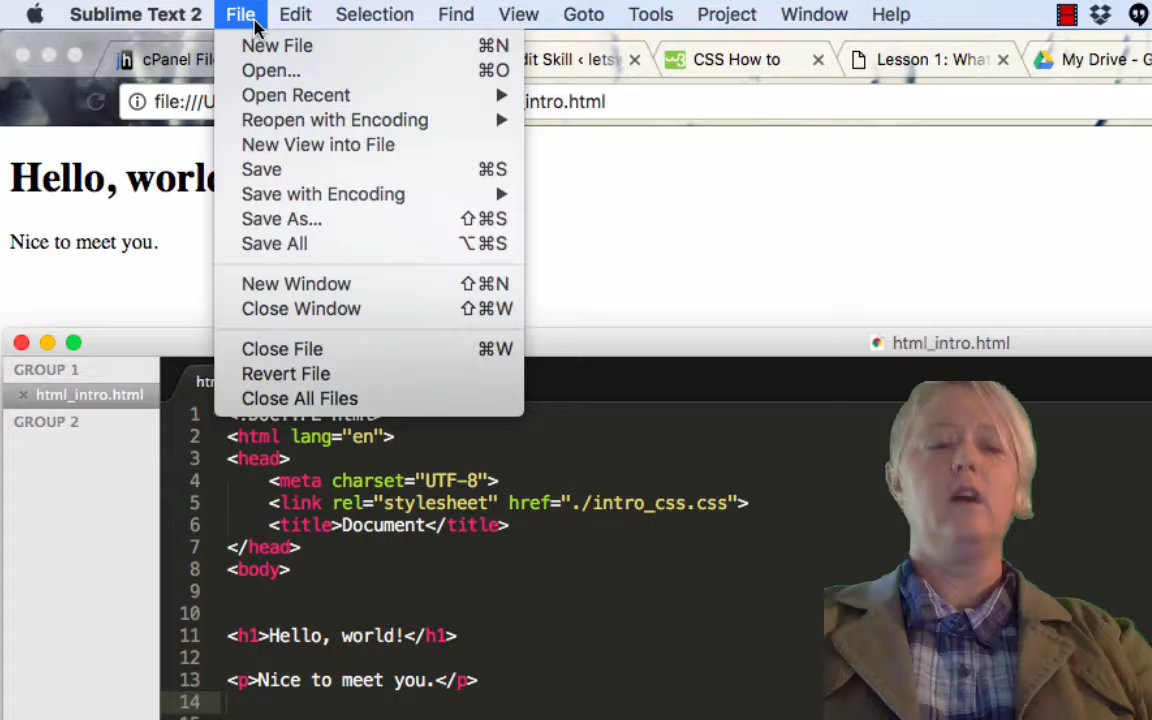 Sublime Text 2 File Edit Selection Find View Goto Tools Project Window Help
cPanel Fil
dit Skill ‹ lets
CSS How to
Lesson 1: What
My Drive - G
file:///U
intro.html
New File ⌘N
Open... ⌘O
Open Recent
Reopen with Encoding
New View into File
Save ⌘S
Save with Encoding
Save As... ⇧⌘S
Save All ⌥⌘S
New Window ⇧⌘N
Close Window ⇧⌘W
Close File ⌘W
Revert File
Close All Files
Hello, world
Nice to meet you.
html_intro.html
GROUP 1
html_intro.html
GROUP 2
1 <!DOCTYPE html>
2 <html lang="en">
3 <head>
4 <meta charset="UTF-8">
5 <link rel="stylesheet" href="./intro_css.css">
6 <title>Document</title>
7 </head>
8 <body>
9
10
11 <h1>Hello, world!</h1>
12
13 <p>Nice to meet you.</p>
14